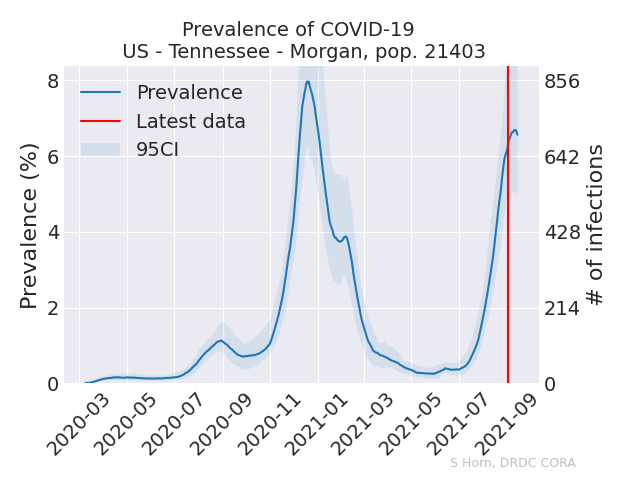 Prevalence of COVID-19
US - Tennessee - Morgan, pop. 21403
Prevalence
Latest data
95CI
Prevalence (%)
8
6
4
2
0
856
642
428
214
0
# of infections
2020-03
2020-05
2020-07
2020-09
2020-11
2021-01
2021-03
2021-05
2021-07
2021-09
S Horn, DRDC CORA